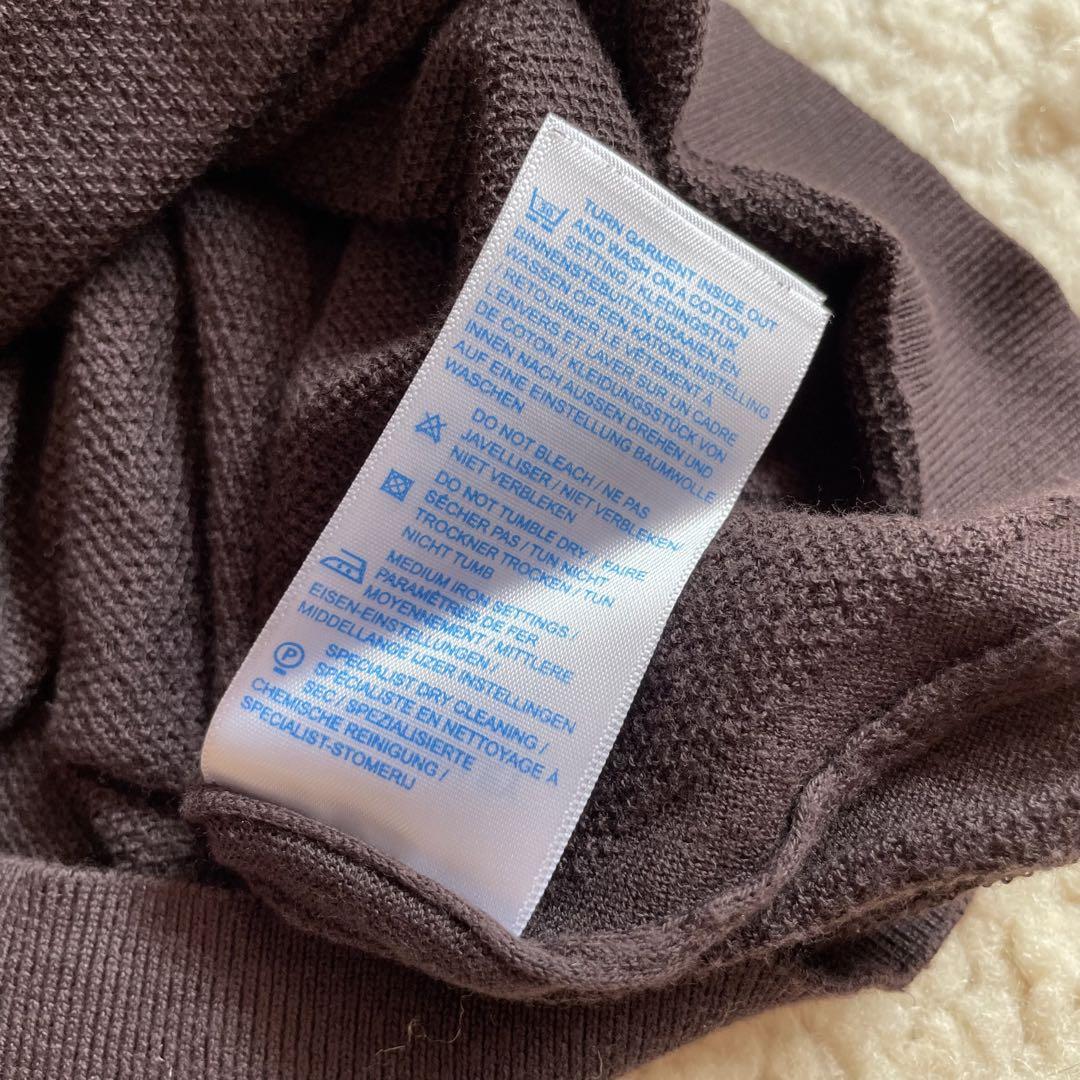 30
TURN GARMENT INSIDE OUT
AND WASH ON A COTTON
SETTING / KLEDINGSTUK
BINNENSTEBUITEN DRAAIEN EN
WASSEN OP EEN KATOEN-INSTELLING
/ RETOURNER LE VÊTEMENT À
L'ENVERS ET LAVER SUR UN CADRE
DE COTON / KLEIDUNGSSTÜCK VON
INNEN NACH AUSSEN DREHEN UND
AUF EINE EINSTELLUNG BAUMWOLLE
WASCHEN
DO NOT BLEACH / NE PAS
JAVELLISER / NIET VERBLEKEN/
NIET VERBLEKEN
DO NOT TUMBLE DRY / FAIRE
SÉCHER PAS / TUN NICHT
TROCKNER TROCKEN / TUN
NICHT TUMB
MEDIUM IRON SETTINGS /
PARAMÈTRES DE FER
MOYENNEMENT / MITTLERE
EISEN-EINSTELLUNGEN /
MIDDELLANGE IJZER INSTELLINGEN
P
SPECIALIST DRY CLEANING /
SPÉCIALISTE EN NETTOYAGE À
SEC / SPEZIALISIERTE
CHEMISCHE REINIGUNG /
SPECIALIST-STOMERIJ